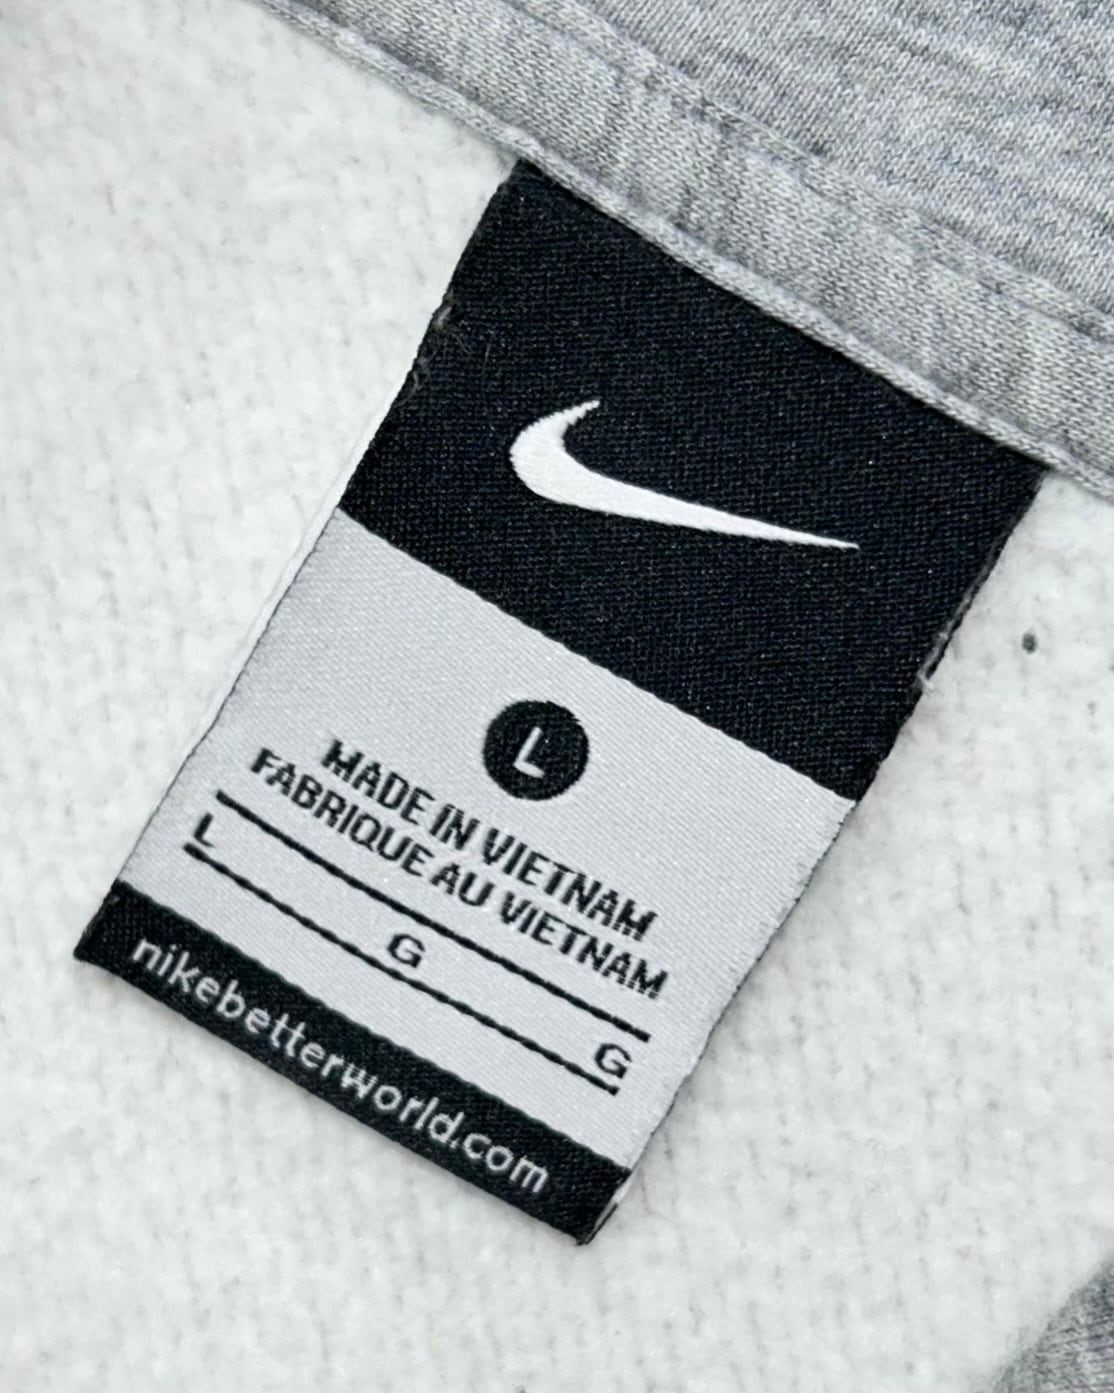 L
MADE IN VIETNAM
FABRIQUE AU VIETNAM
L G G
nikebetterworld.com